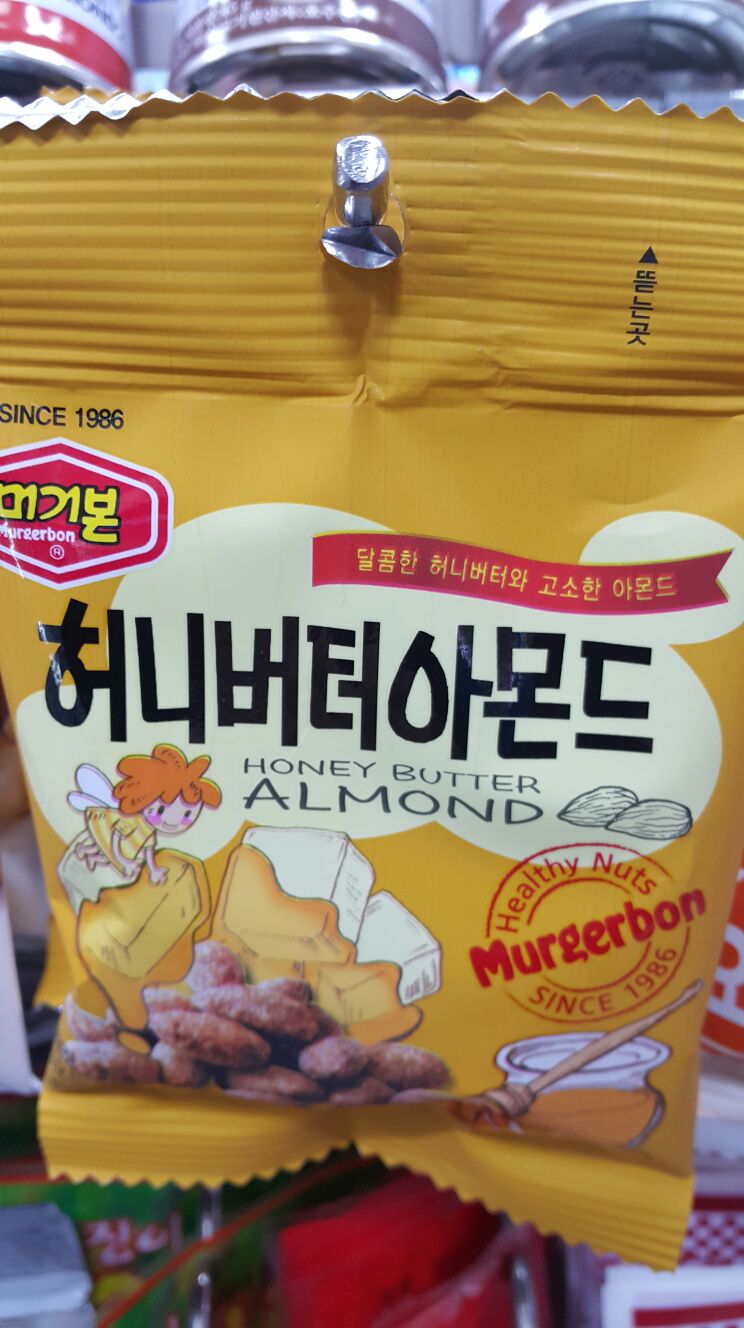 ▲뜯는곳
SINCE 1986
머거본
Murgerbon
®
달콤한 허니버터와 고소한 아몬드
허니버터아몬드
HONEY BUTTER
ALMOND
Healthy Nuts
Murgerbon
SINCE 1986